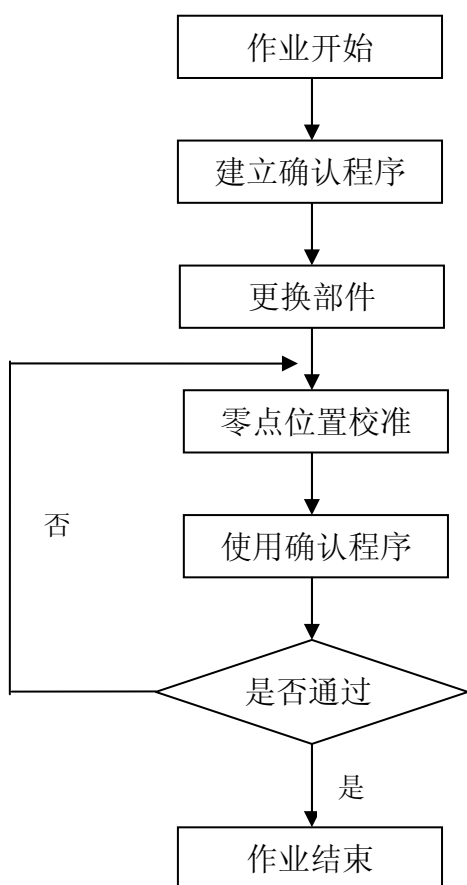 作业开始
建立确认程序
更换部件
零点位置校准
否
使用确认程序
是否通过
是
作业结束